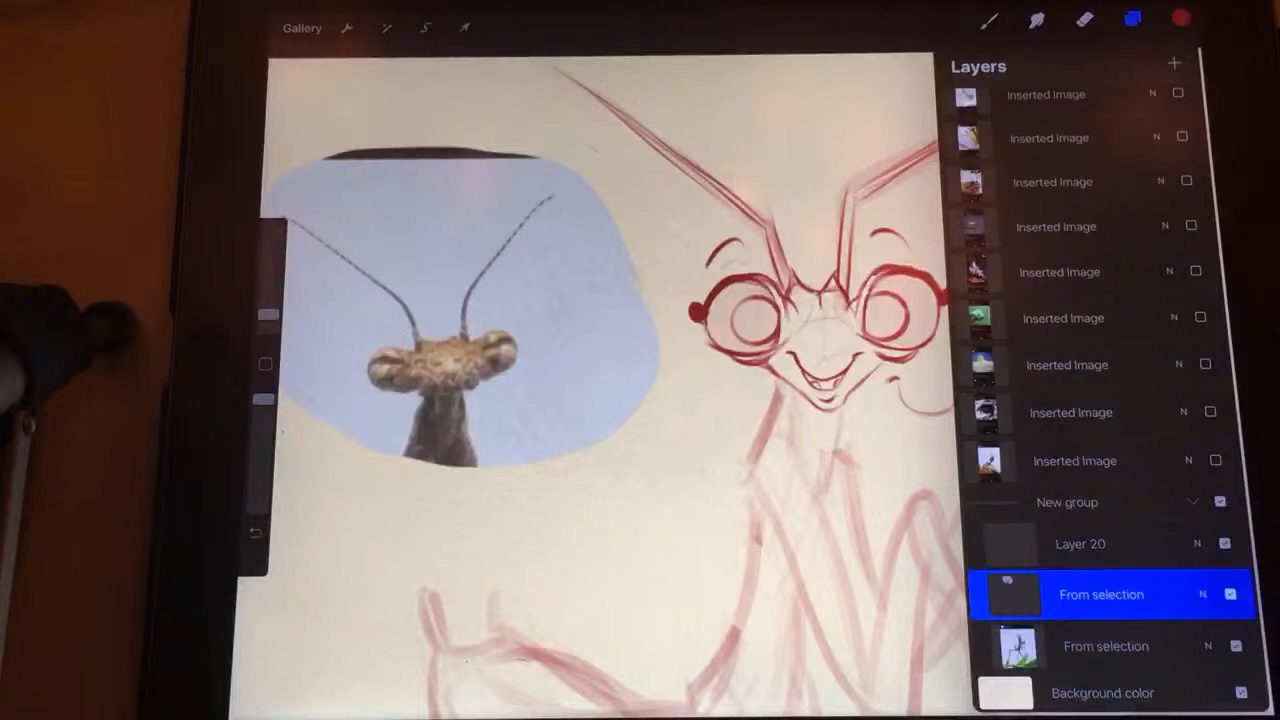 Gallery
Layers
Inserted Image N
Inserted Image N
Inserted Image N
Inserted Image N
Inserted Image N
Inserted Image N
Inserted Image N
Inserted Image N
Inserted Image N
New group
Layer 20 N
From selection N
From selection N
Background color